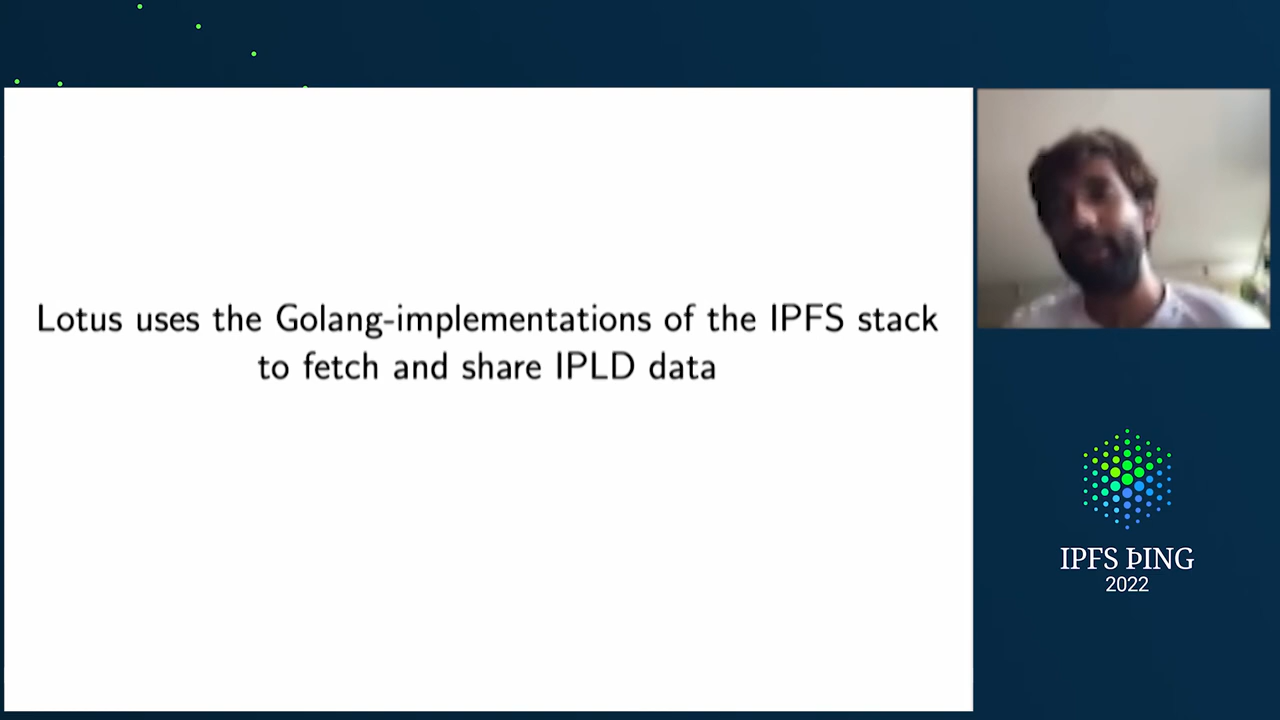 Lotus uses the Golang-implementations of the IPFS stack
to fetch and share IPLD data
IPFS ÞING
2022